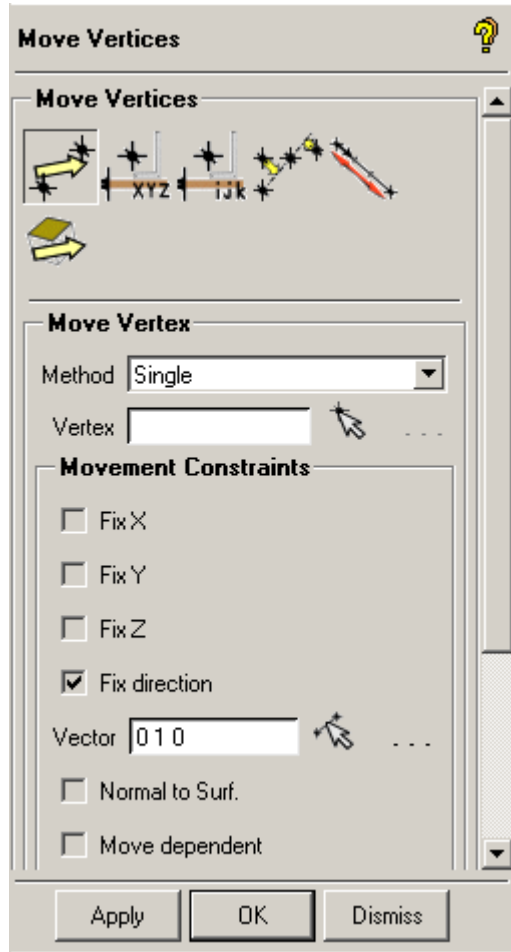 Move Vertices
Move Vertices
XYZ ijk
Move Vertex
Method Single
Vertex
Movement Constraints
Fix X
Fix Y
Fix Z
Fix direction
Vector 0 1 0
Normal to Surf.
Move dependent
Apply OK Dismiss